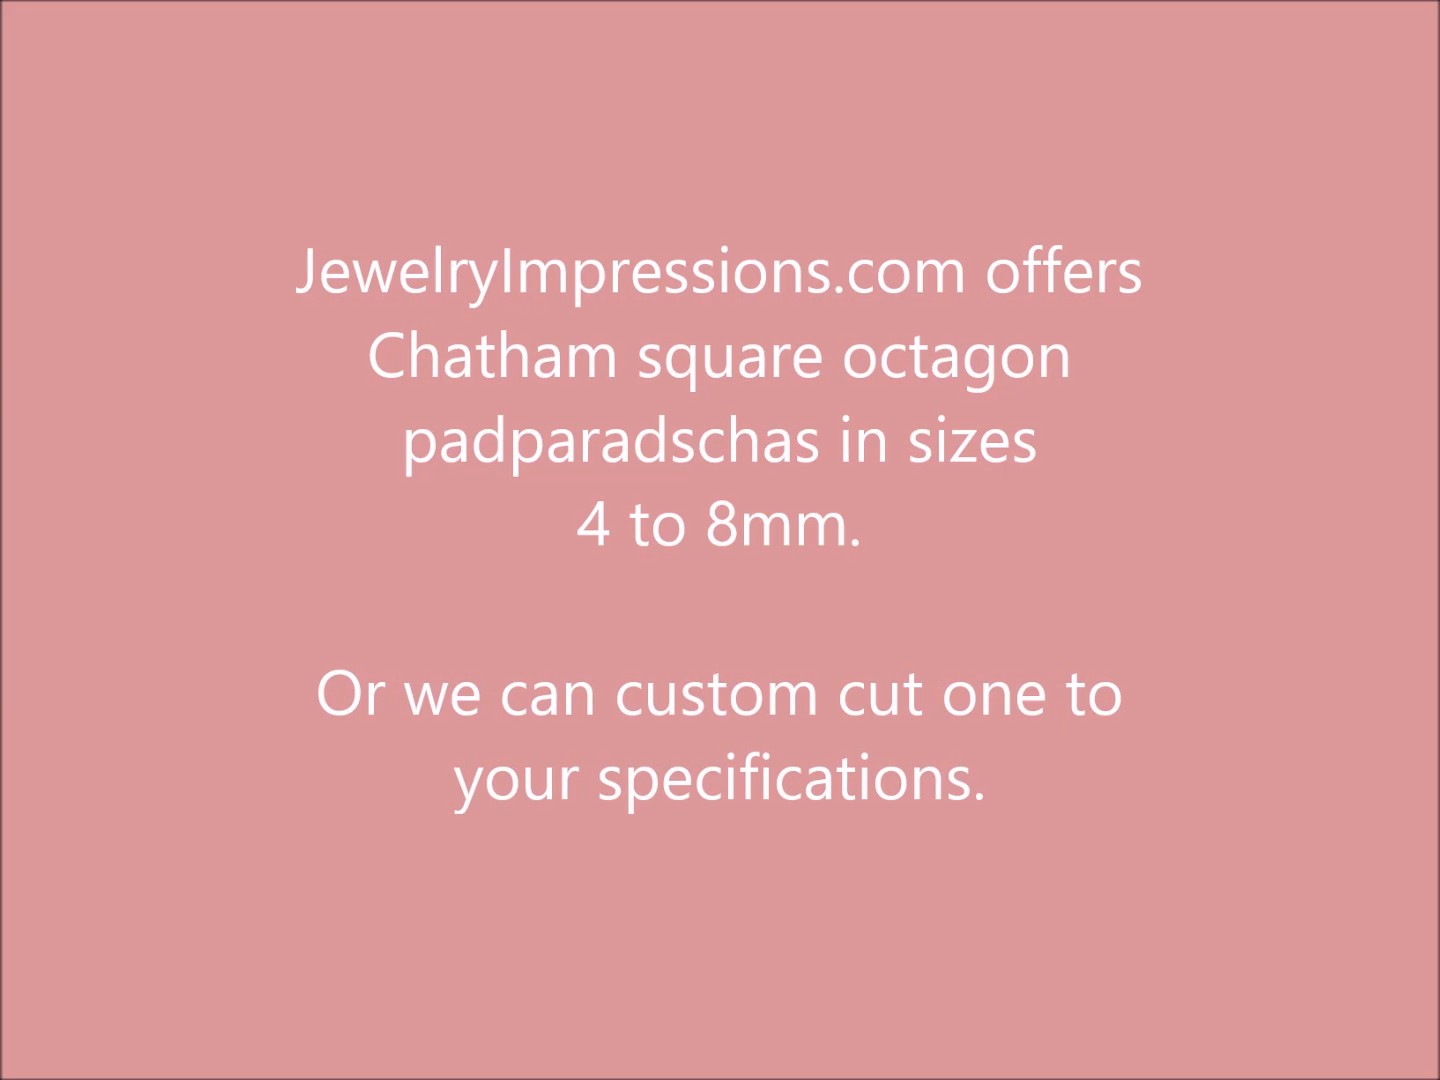 JewelryImpressions.com offers
Chatham square octagon
padparadschas in sizes
4 to 8mm.
Or we can custom cut one to
your specifications.